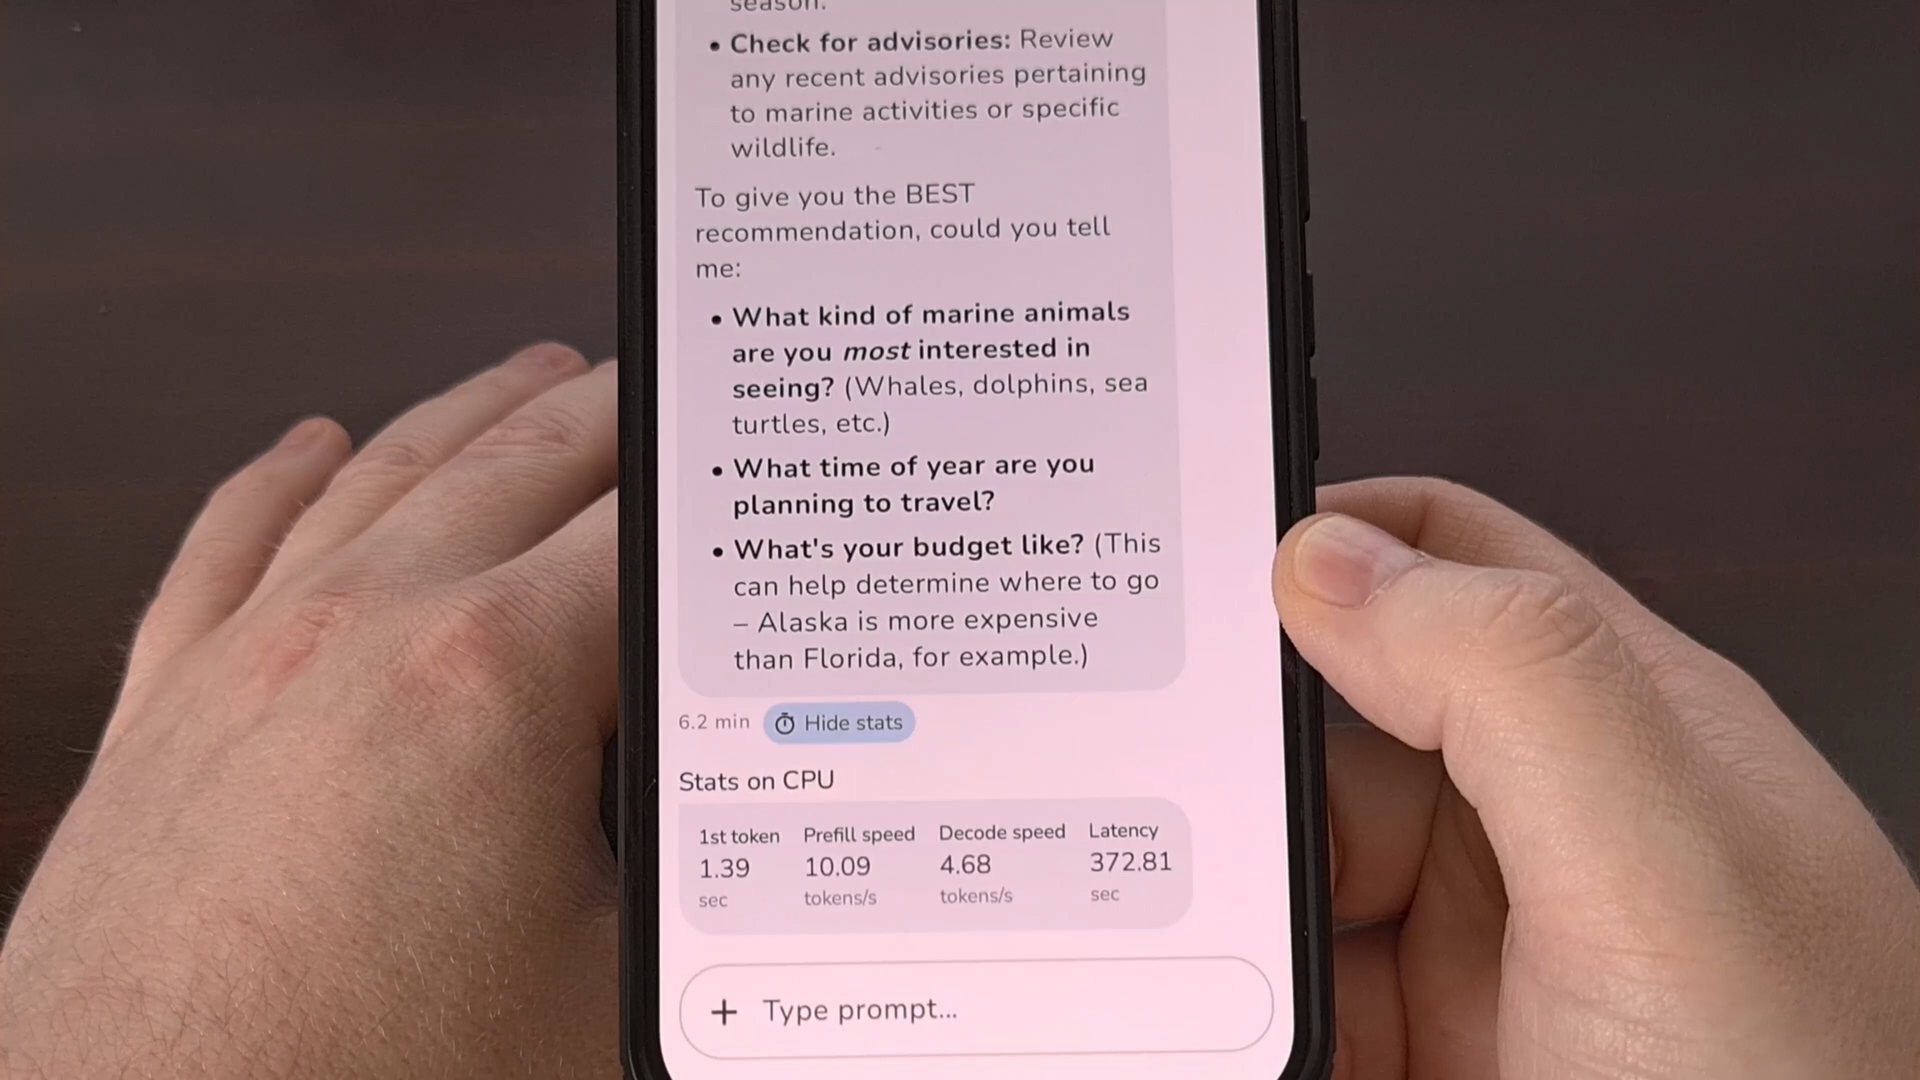 season.
• Check for advisories: Review
any recent advisories pertaining
to marine activities or specific
wildlife.
To give you the BEST
recommendation, could you tell
me:
• What kind of marine animals
are you most interested in
seeing? (Whales, dolphins, sea
turtles, etc.)
• What time of year are you
planning to travel?
• What's your budget like? (This
can help determine where to go
– Alaska is more expensive
than Florida, for example.)
6.2 min Hide stats
Stats on CPU
1st token Prefill speed Decode speed Latency
1.39 10.09 4.68 372.81
sec tokens/s tokens/s sec
+ Type prompt...